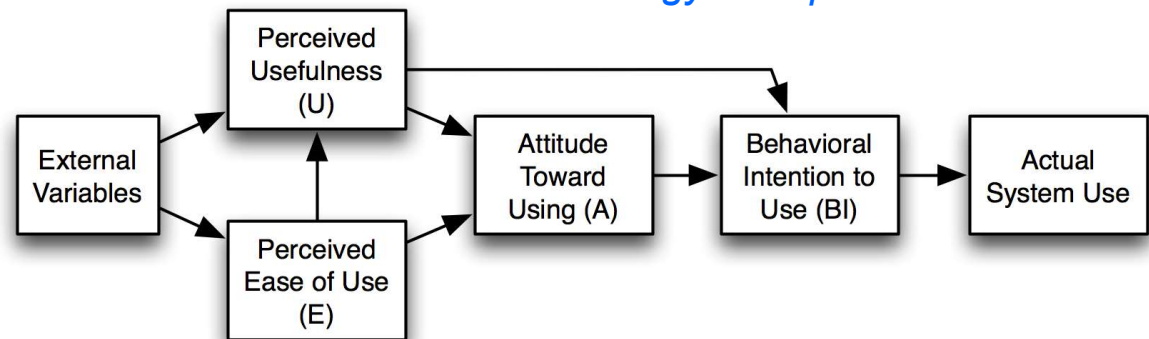 Perceived
Usefulness
(U)
External
Variables
Perceived
Ease of Use
(E)
Attitude
Toward
Using (A)
Behavioral
Intention to
Use (BI)
Actual
System Use